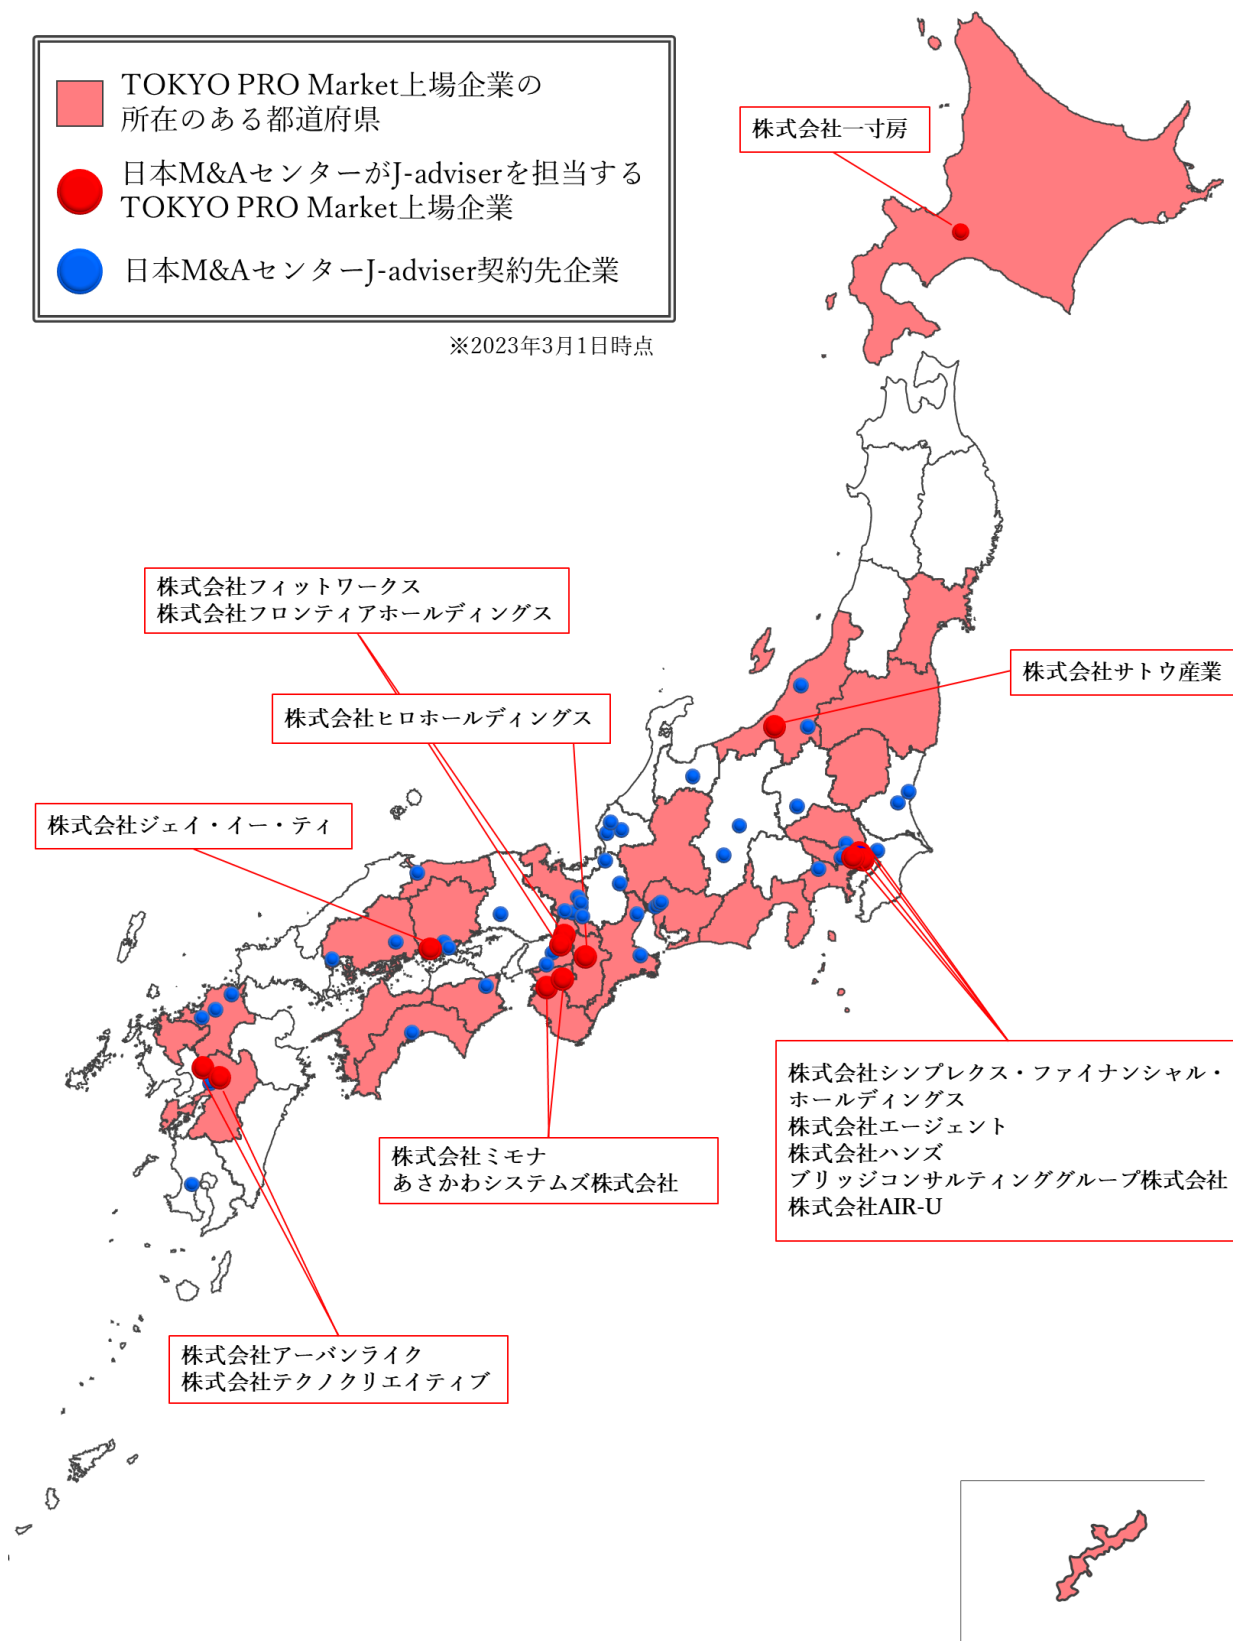 TOKYO PRO Market上場企業の
所在のある都道府県
日本M&AセンターがJ-adviserを担当する
TOKYO PRO Market上場企業
日本M&AセンターJ-adviser契約先企業
※2023年3月1日時点
株式会社一寸房
株式会社フィットワークス
株式会社フロンティアホールディングス
株式会社サトウ産業
株式会社ヒロホールディングス
株式会社ジェイ・イー・ティ
株式会社シンプレクス・ファイナンシャル・
ホールディングス
株式会社エージェント
株式会社ハンズ
ブリッジコンサルティンググループ株式会社
株式会社AIR-U
株式会社ミモナ
あさかわシステムズ株式会社
株式会社アーバンライク
株式会社テクノクリエイティブ